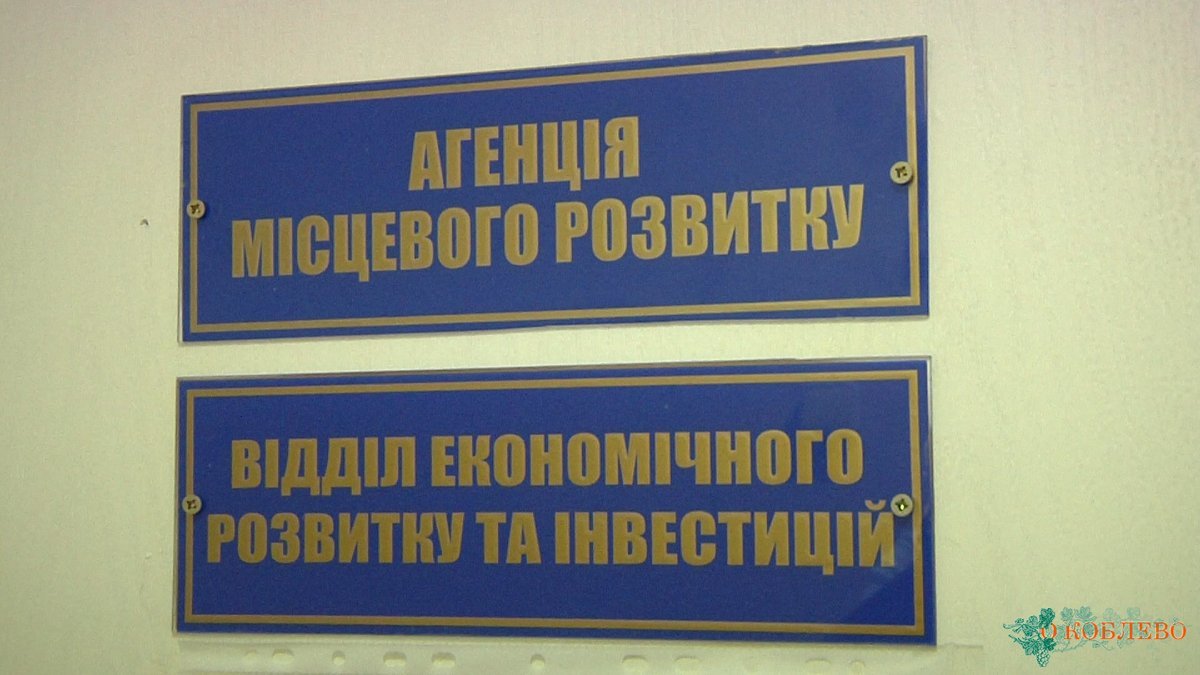 АГЕНЦІЯ
МІСЦЕВОГО РОЗВИТКУ
ВІДДІЛ ЕКОНОМІЧНОГО
РОЗВИТКУ ТА ІНВЕСТИЦІЙ
О КОБЛЕВО